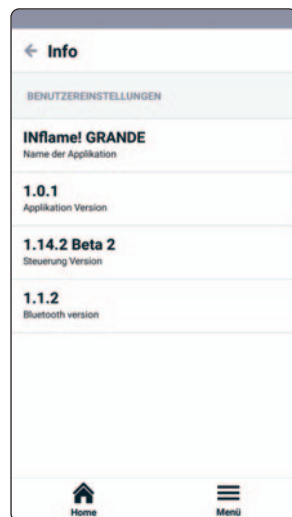 Info
BENUTZEREINSTELLUNGEN
INflame! GRANDE
Name der Applikation
1.0.1
Applikation Version
1.14.2 Beta 2
Steuerung Version
1.1.2
Bluetooth version
Home Menü